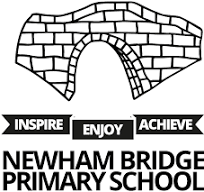 INSPIRE ENJOY ACHIEVE
NEWHAM BRIDGE
PRIMARY SCHOOL